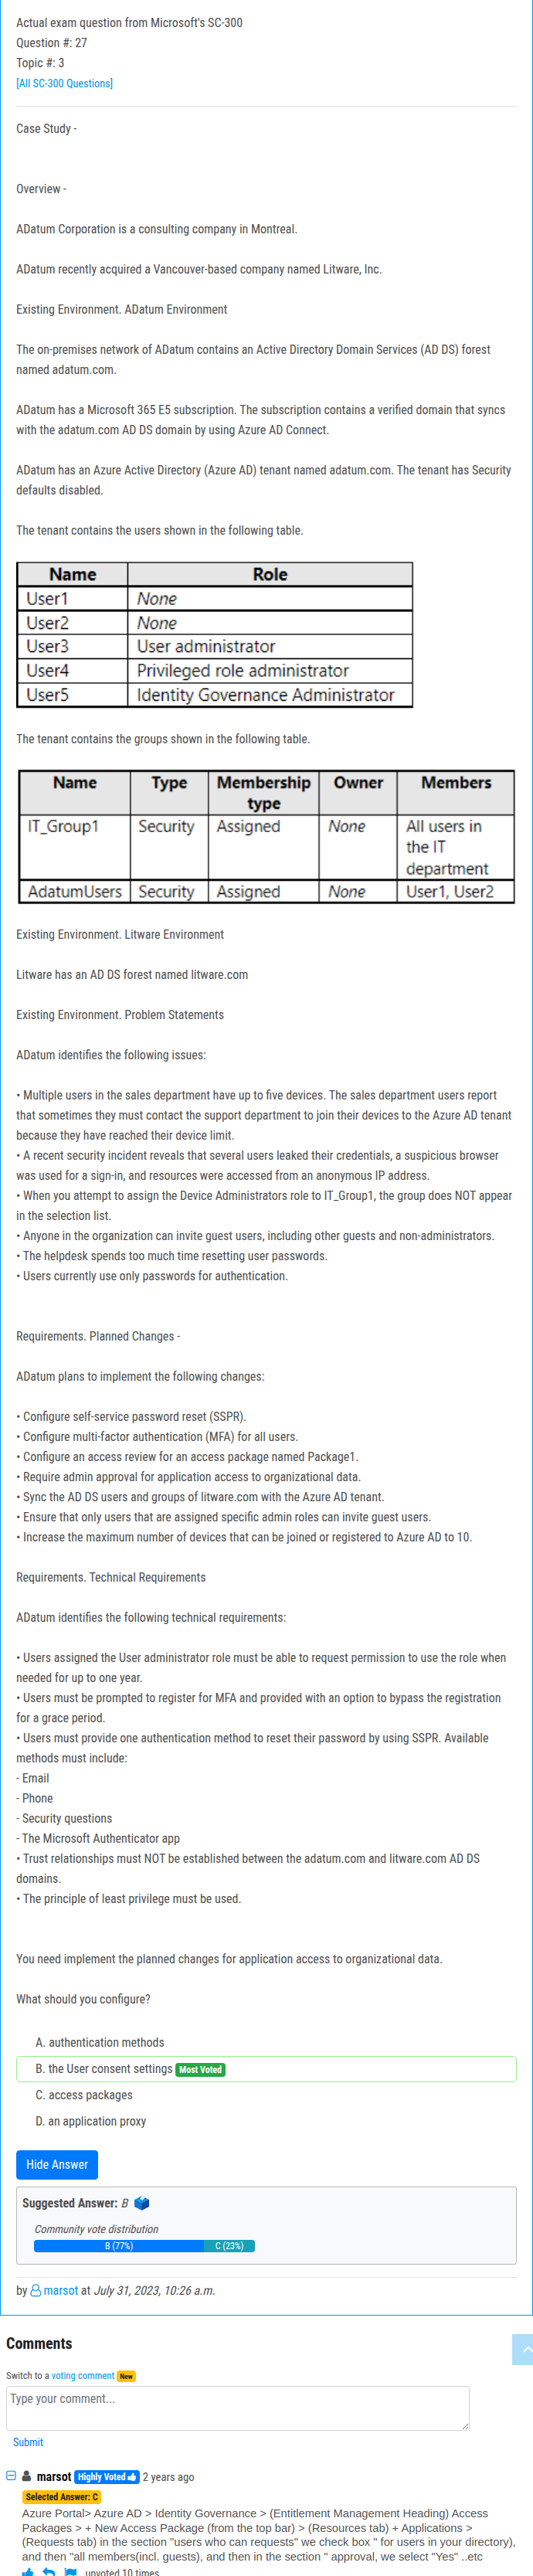 Actual exam question from Microsoft's SC-300
Question #: 27
Topic #: 3
[All SC-300 Questions]
Case Study -
Overview -
ADatum Corporation is a consulting company in Montreal.
ADatum recently acquired a Vancouver-based company named Litware, Inc.
Existing Environment. ADatum Environment
The on-premises network of ADatum contains an Active Directory Domain Services (AD DS) forest
named adatum.com.
ADatum has a Microsoft 365 E5 subscription. The subscription contains a verified domain that syncs
with the adatum.com AD DS domain by using Azure AD Connect.
ADatum has an Azure Active Directory (Azure AD) tenant named adatum.com. The tenant has Security
defaults disabled.
The tenant contains the users shown in the following table.
Name Role
User1 None
User2 None
User3 User administrator
User4 Privileged role administrator
User5 Identity Governance Administrator
The tenant contains the groups shown in the following table.
Name Type Membership Owner Members
type
IT_Group1 Security Assigned None All users in
the IT
department
AdatumUsers Security Assigned None User1, User2
Existing Environment. Litware Environment
Litware has an AD DS forest named litware.com
Existing Environment. Problem Statements
ADatum identifies the following issues:
• Multiple users in the sales department have up to five devices. The sales department users report
that sometimes they must contact the support department to join their devices to the Azure AD tenant
because they have reached their device limit.
• A recent security incident reveals that several users leaked their credentials, a suspicious browser
was used for a sign-in, and resources were accessed from an anonymous IP address.
• When you attempt to assign the Device Administrators role to IT_Group1, the group does NOT appear
in the selection list.
• Anyone in the organization can invite guest users, including other guests and non-administrators.
• The helpdesk spends too much time resetting user passwords.
• Users currently use only passwords for authentication.
Requirements. Planned Changes -
ADatum plans to implement the following changes:
• Configure self-service password reset (SSPR).
• Configure multi-factor authentication (MFA) for all users.
• Configure an access review for an access package named Package1.
• Require admin approval for application access to organizational data.
• Sync the AD DS users and groups of litware.com with the Azure AD tenant.
• Ensure that only users that are assigned specific admin roles can invite guest users.
• Increase the maximum number of devices that can be joined or registered to Azure AD to 10.
Requirements. Technical Requirements
ADatum identifies the following technical requirements:
• Users assigned the User administrator role must be able to request permission to use the role when
needed for up to one year.
• Users must be prompted to register for MFA and provided with an option to bypass the registration
for a grace period.
• Users must provide one authentication method to reset their password by using SSPR. Available
methods must include:
- Email
- Phone
- Security questions
- The Microsoft Authenticator app
• Trust relationships must NOT be established between the adatum.com and litware.com AD DS
domains.
• The principle of least privilege must be used.
You need implement the planned changes for application access to organizational data.
What should you configure?
A. authentication methods
B. the User consent settings Most Voted
C. access packages
D. an application proxy
Hide Answer
Suggested Answer: B
Community vote distribution
B (77%) C (23%)
by marsot at July 31, 2023, 10:26 a.m.
Comments
Switch to a voting comment New
Type your comment...
Submit
marsot Highly Voted 2 years ago
Selected Answer: C
Azure Portal> Azure AD > Identity Governance > (Entitlement Management Heading) Access
Packages > + New Access Package (from the top bar) > (Resources tab) + Applications >
(Requests tab) in the section "users who can requests" we check box " for users in your directory),
and then "all members(incl. guests), and then in the section " approval, we select "Yes" ..etc
upvoted 10 times